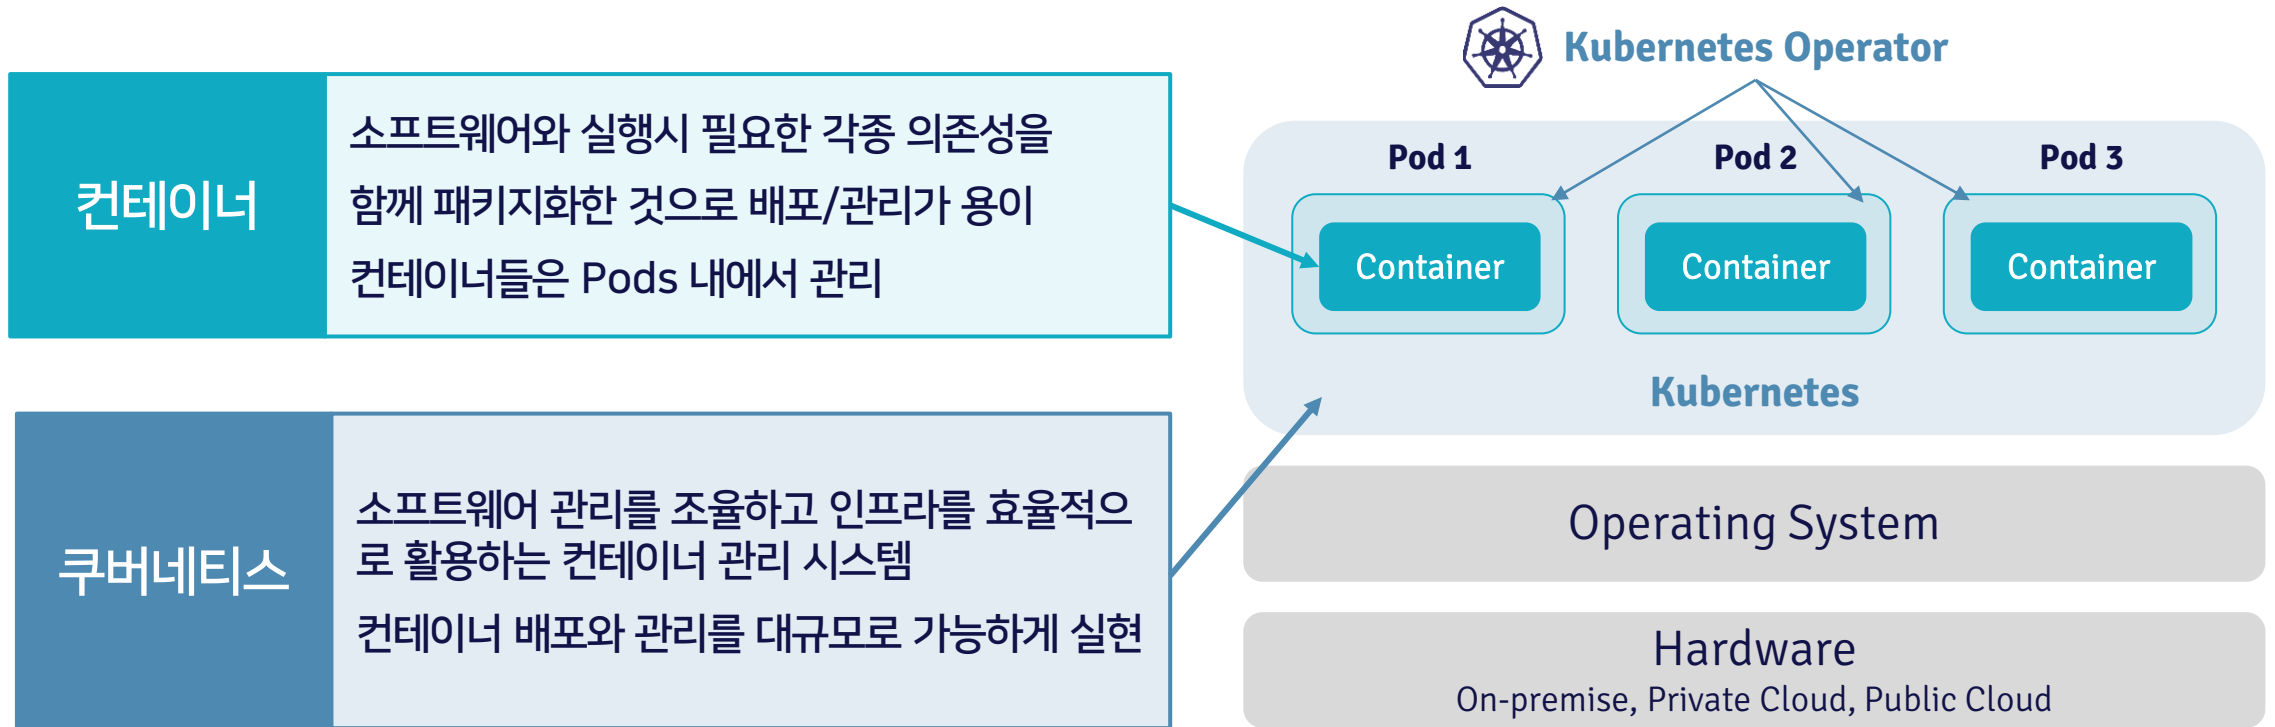 컨테이너
소프트웨어와 실행시 필요한 각종 의존성을
함께 패키지화한 것으로 배포/관리가 용이
컨테이너들은 Pods 내에서 관리
쿠버네티스
소프트웨어 관리를 조율하고 인프라를 효율적으
로 활용하는 컨테이너 관리 시스템
컨테이너 배포와 관리를 대규모로 가능하게 실현
Kubernetes Operator
Pod 1 Pod 2 Pod 3
Container Container Container
Kubernetes
Operating System
Hardware
On-premise, Private Cloud, Public Cloud